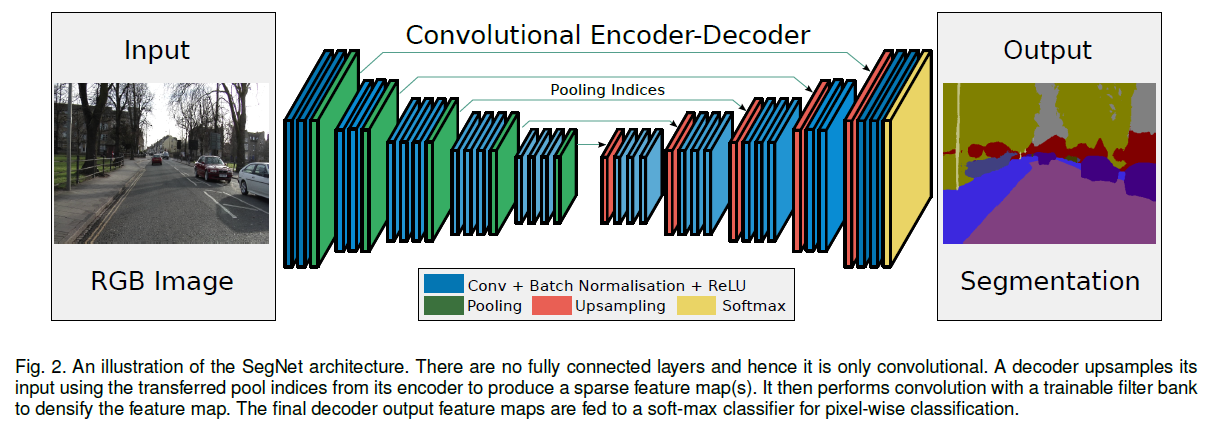 Input
RGB Image
Convolutional Encoder-Decoder
Pooling Indices
Conv + Batch Normalisation + ReLU
Pooling Upsampling Softmax
Output
Segmentation
Fig. 2. An illustration of the SegNet architecture. There are no fully connected layers and hence it is only convolutional. A decoder upsamples its
input using the transferred pool indices from its encoder to produce a sparse feature map(s). It then performs convolution with a trainable filter bank
to densify the feature map. The final decoder output feature maps are fed to a soft-max classifier for pixel-wise classification.